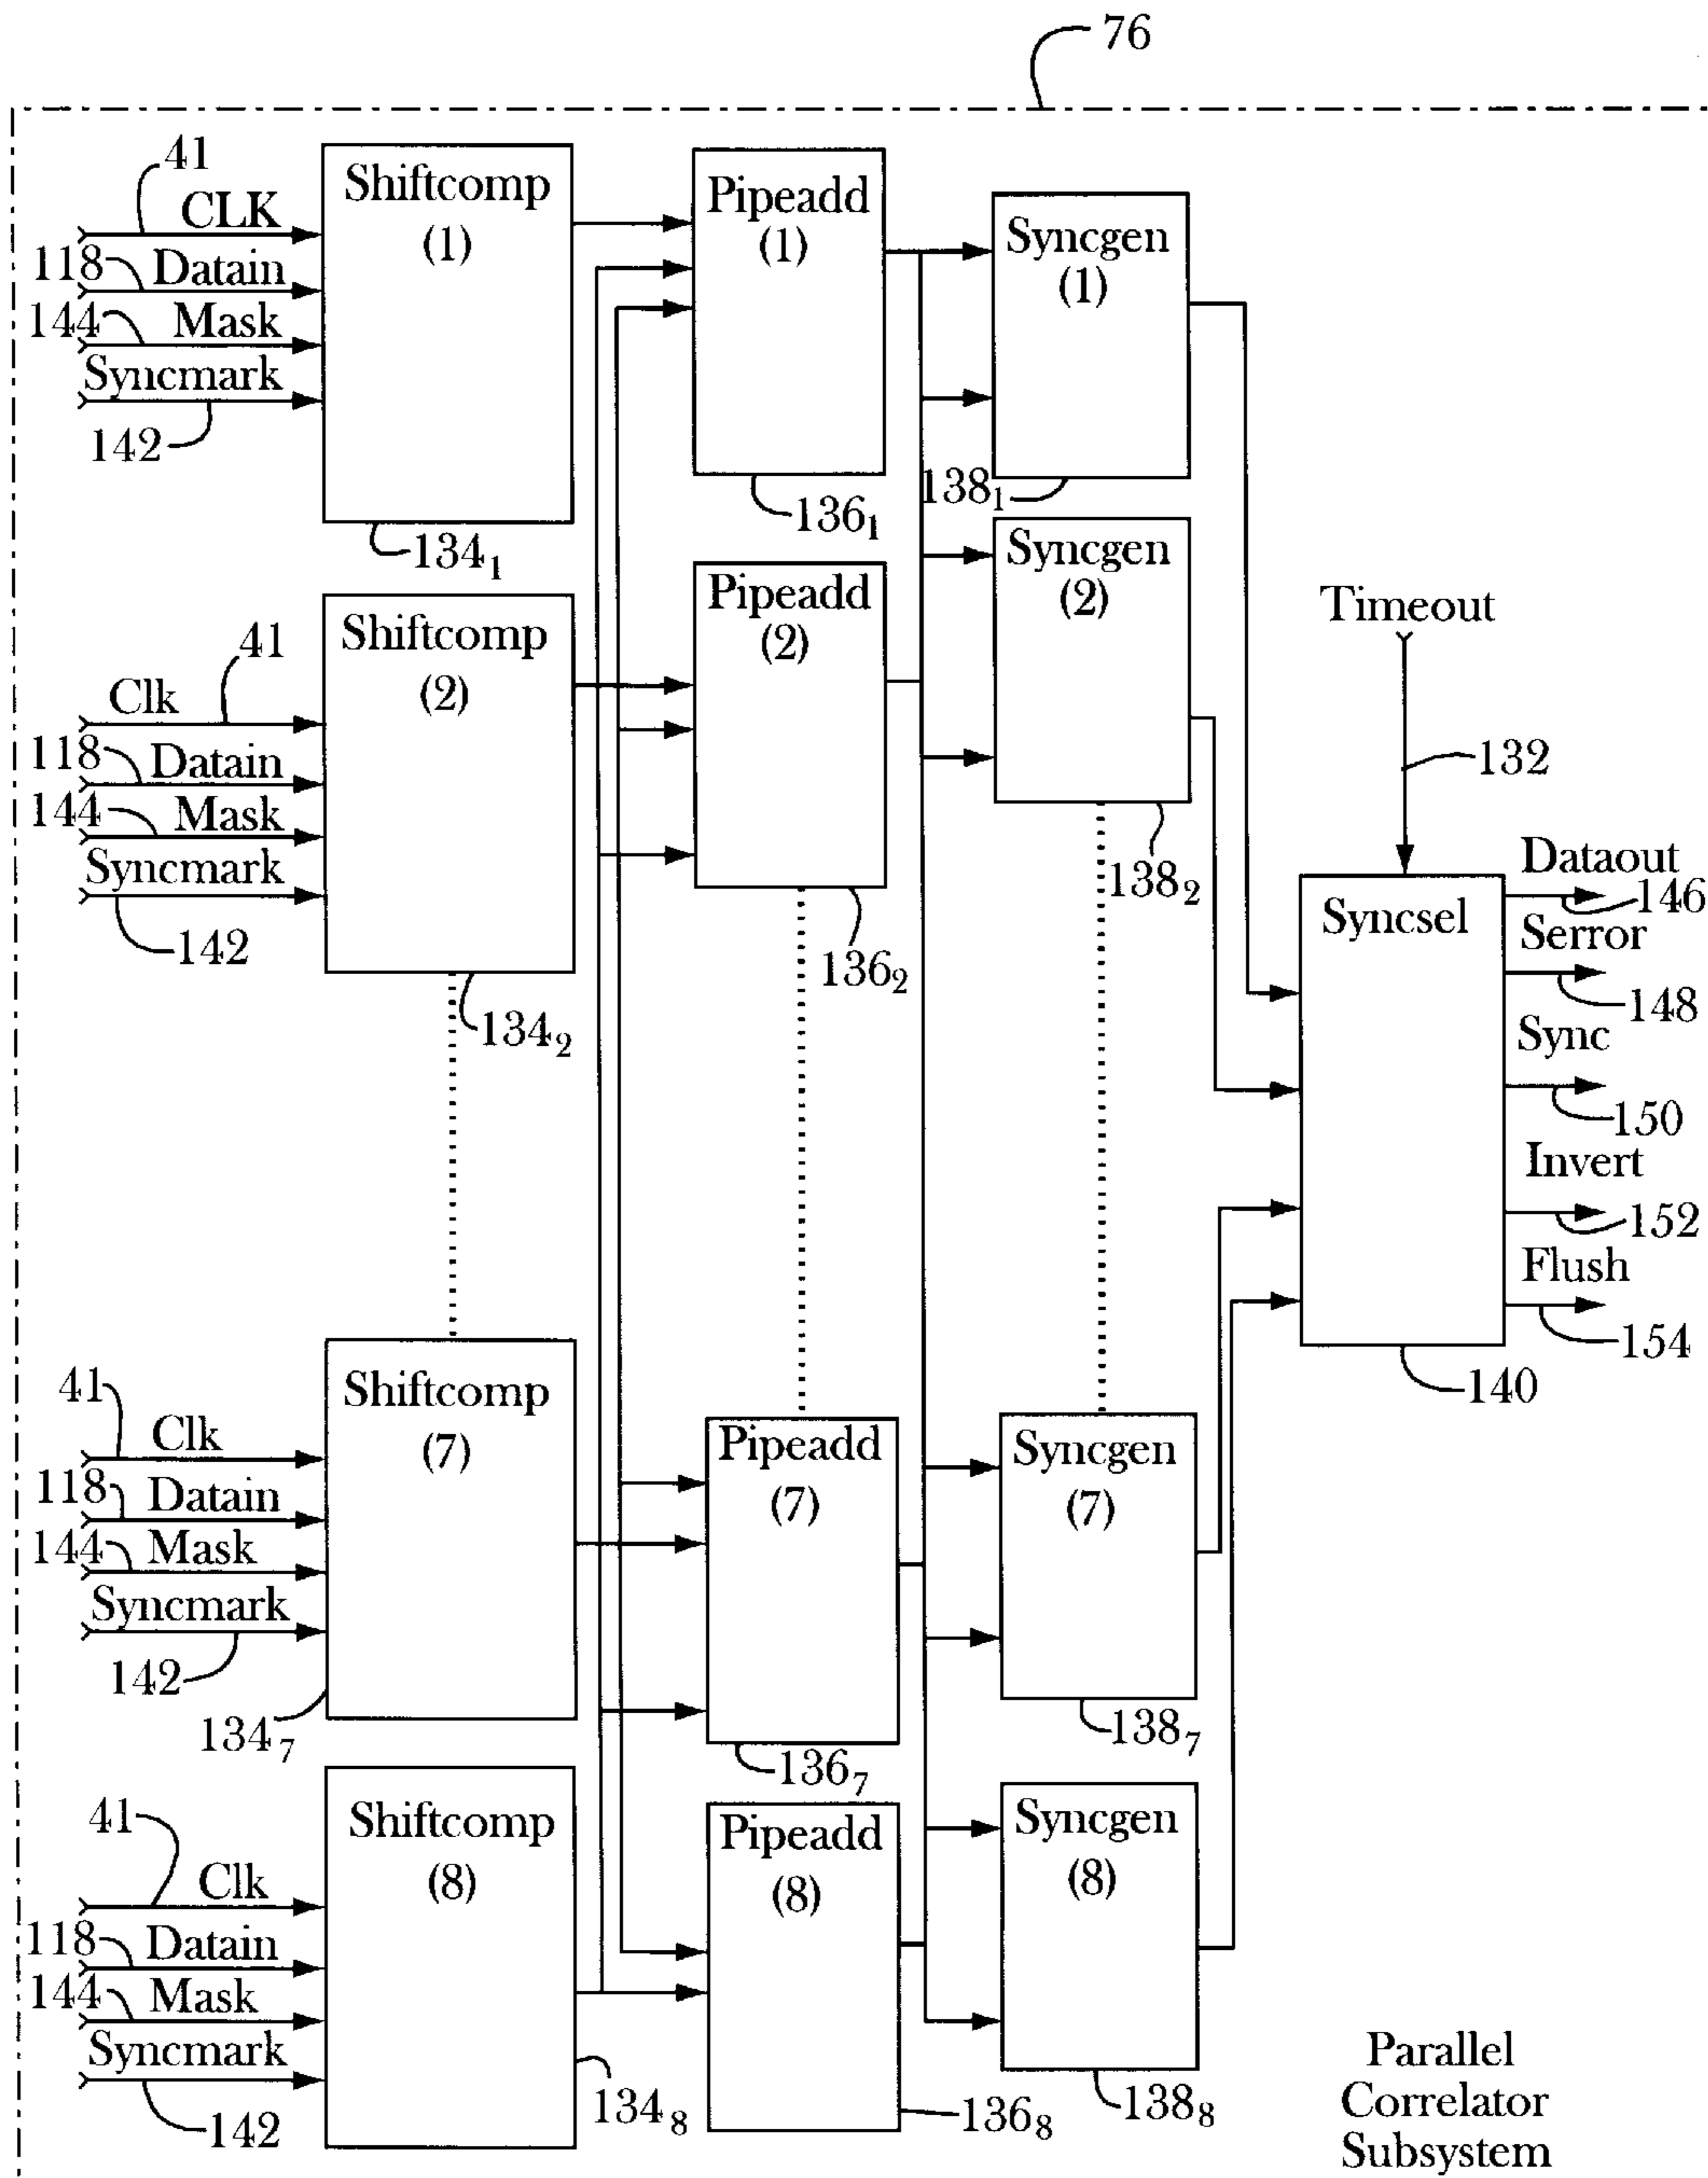 76
41
CLK
Shiftcomp
(1)
Pipeadd
(1)
Syncgen
(1)
118
Datain
144
Mask
Syncmark
142
134₁
136₁
138₁
41
Clk
Shiftcomp
(2)
Pipeadd
(2)
Syncgen
(2)
Timeout
132
118
Datain
144
Mask
Syncmark
142
134₂
136₂
138₂
Syncsel
Dataout
146
Serror
148
Sync
150
Invert
152
Flush
154
140
41
Clk
Shiftcomp
(7)
Pipeadd
(7)
Syncgen
(7)
118
Datain
144
Mask
Syncmark
142
134₇
136₇
138₇
41
Clk
Shiftcomp
(8)
Pipeadd
(8)
Syncgen
(8)
118
Datain
144
Mask
Syncmark
142
134₈
136₈
138₈
Parallel
Correlator
Subsystem